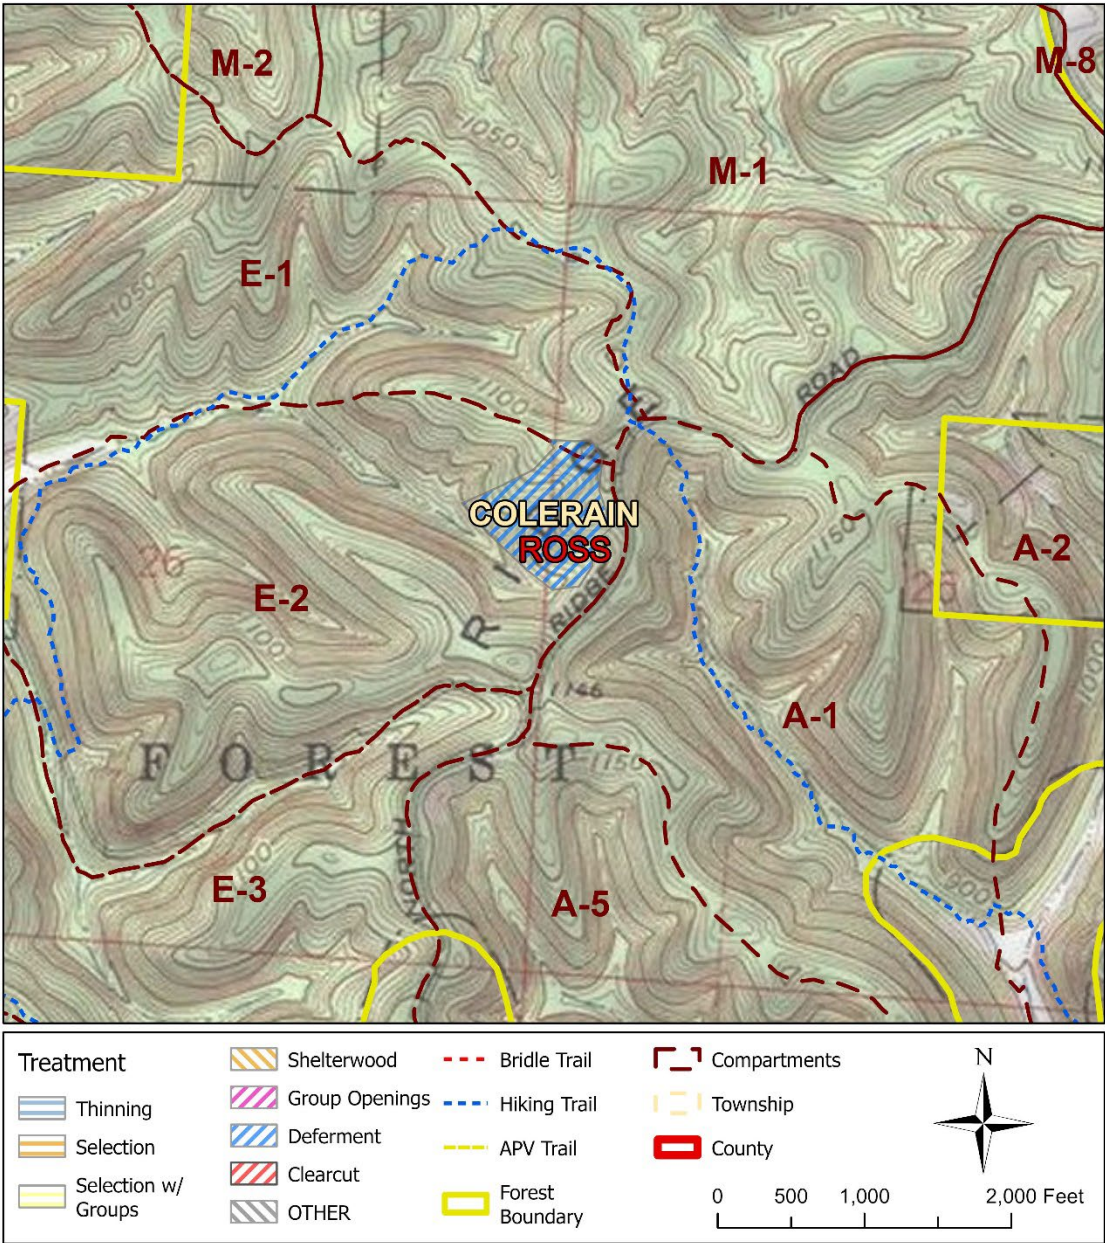 M-2
M-8
1050
M-1
E-1
1050
1100
ROAD
1100
COLERAIN
ROSS
1150
A-2
26
E-2
R I
RIDGE
1100
1146
A-1
1000
F O R E S T
1150
E-3
A-5
Treatment
Thinning
Selection
Selection w/
Groups
Shelterwood
Group Openings
Deferment
Clearcut
OTHER
Bridle Trail
Hiking Trail
APV Trail
Forest
Boundary
Compartments
Township
County
N
0 500 1,000 2,000 Feet